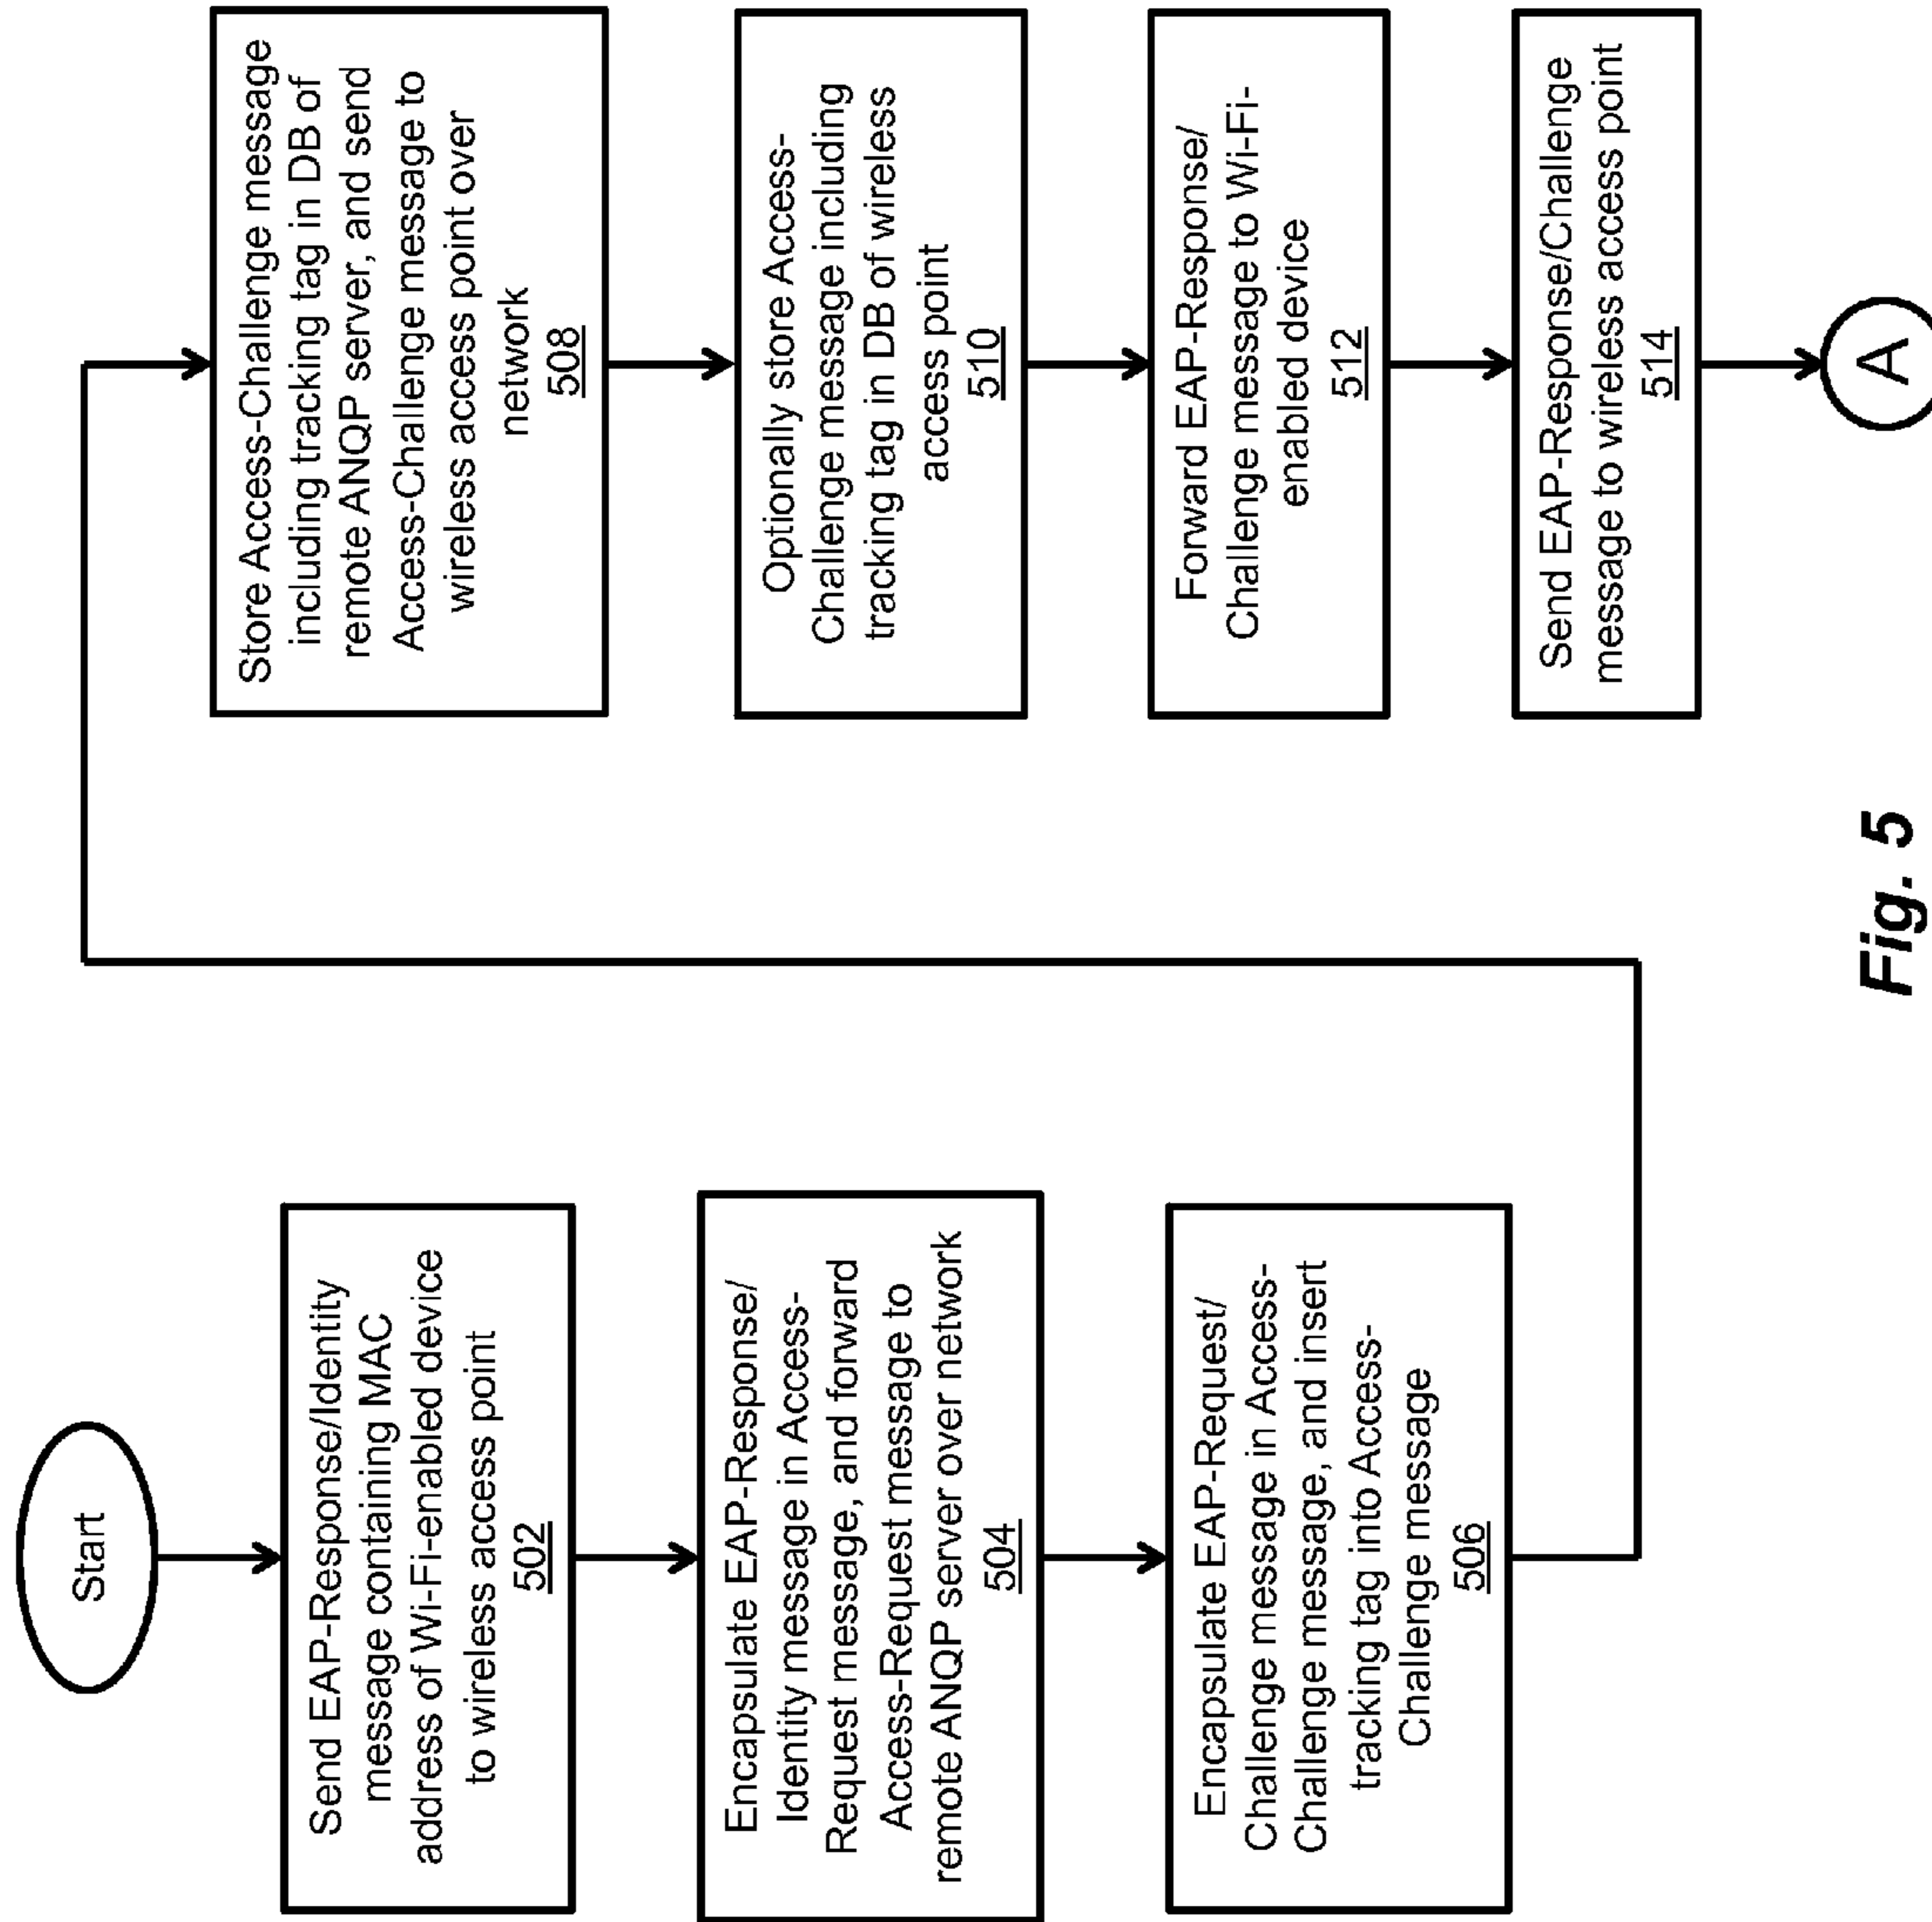 Start
Send EAP-Response/Identity
message containing MAC
address of Wi-Fi-enabled device
to wireless access point
502
Encapsulate EAP-Response/
Identity message in Access-
Request message, and forward
Access-Request message to
remote ANQP server over network
504
Encapsulate EAP-Request/
Challenge message in Access-
Challenge message, and insert
tracking tag into Access-
Challenge message
506
Store Access-Challenge message
including tracking tag in DB of
remote ANQP server, and send
Access-Challenge message to
wireless access point over
network
508
Optionally store Access-
Challenge message including
tracking tag in DB of wireless
access point
510
Forward EAP-Response/
Challenge message to Wi-Fi-
enabled device
512
Send EAP-Response/Challenge
message to wireless access point
514
A
Fig. 5